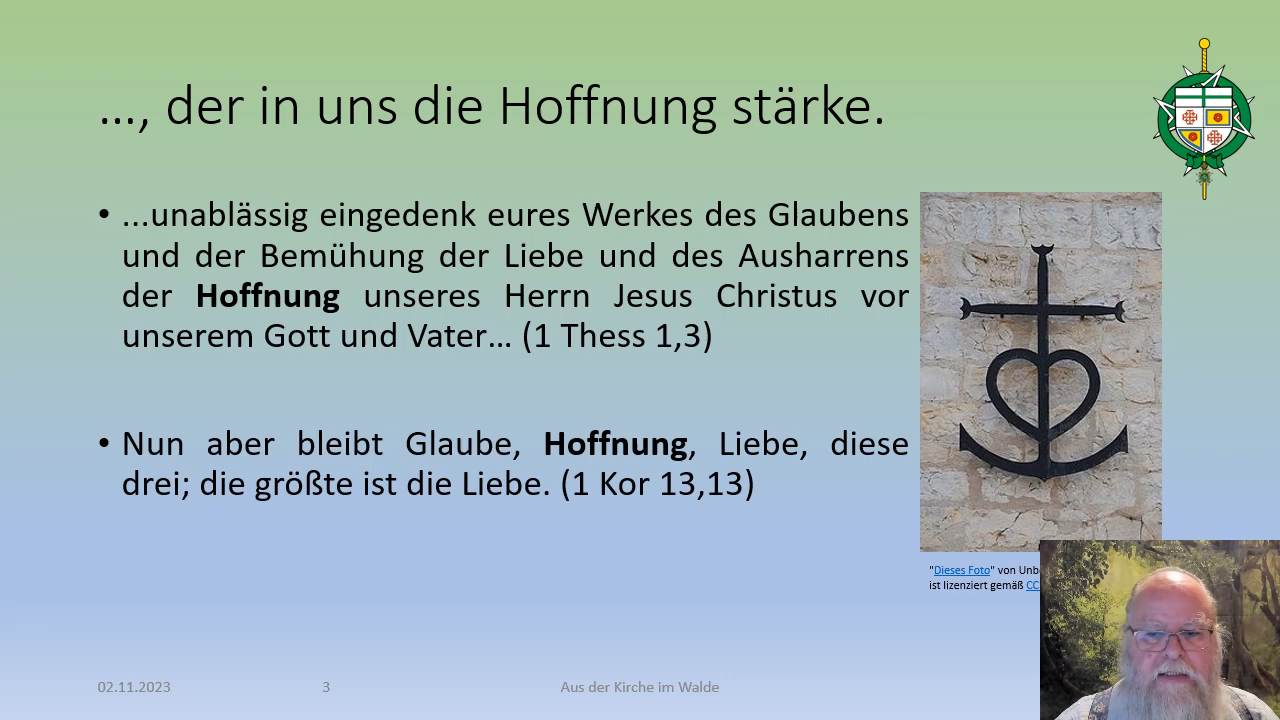 ..., der in uns die Hoffnung stärke.
• ...unablässig eingedenk eures Werkes des Glaubens
und der Bemühung der Liebe und des Ausharrens
der Hoffnung unseres Herrn Jesus Christus vor
unserem Gott und Vater... (1 Thess 1,3)
• Nun aber bleibt Glaube, Hoffnung, Liebe, diese
drei; die größte ist die Liebe. (1 Kor 13,13)
"Dieses Foto" von
ist lizenziert gemäß CC
02.11.2023
3
Aus der Kirche im Walde